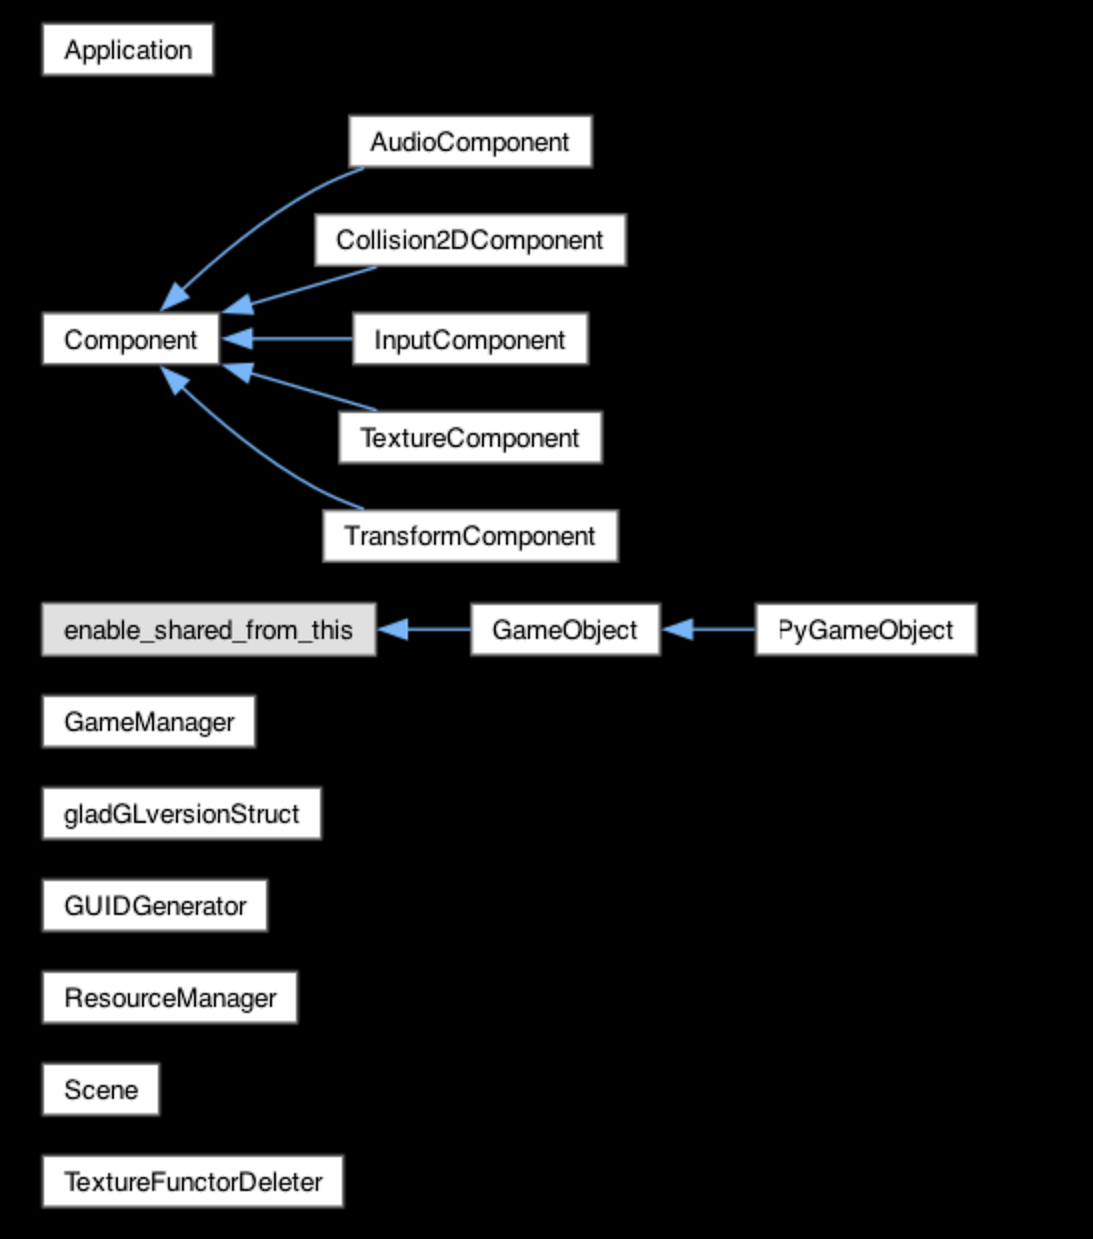 Application
AudioComponent
Collision2DComponent
Component
InputComponent
TextureComponent
TransformComponent
enable_shared_from_this
GameObject
PyGameObject
GameManager
gladGLversionStruct
GUIDGenerator
ResourceManager
Scene
TextureFunctorDeleter